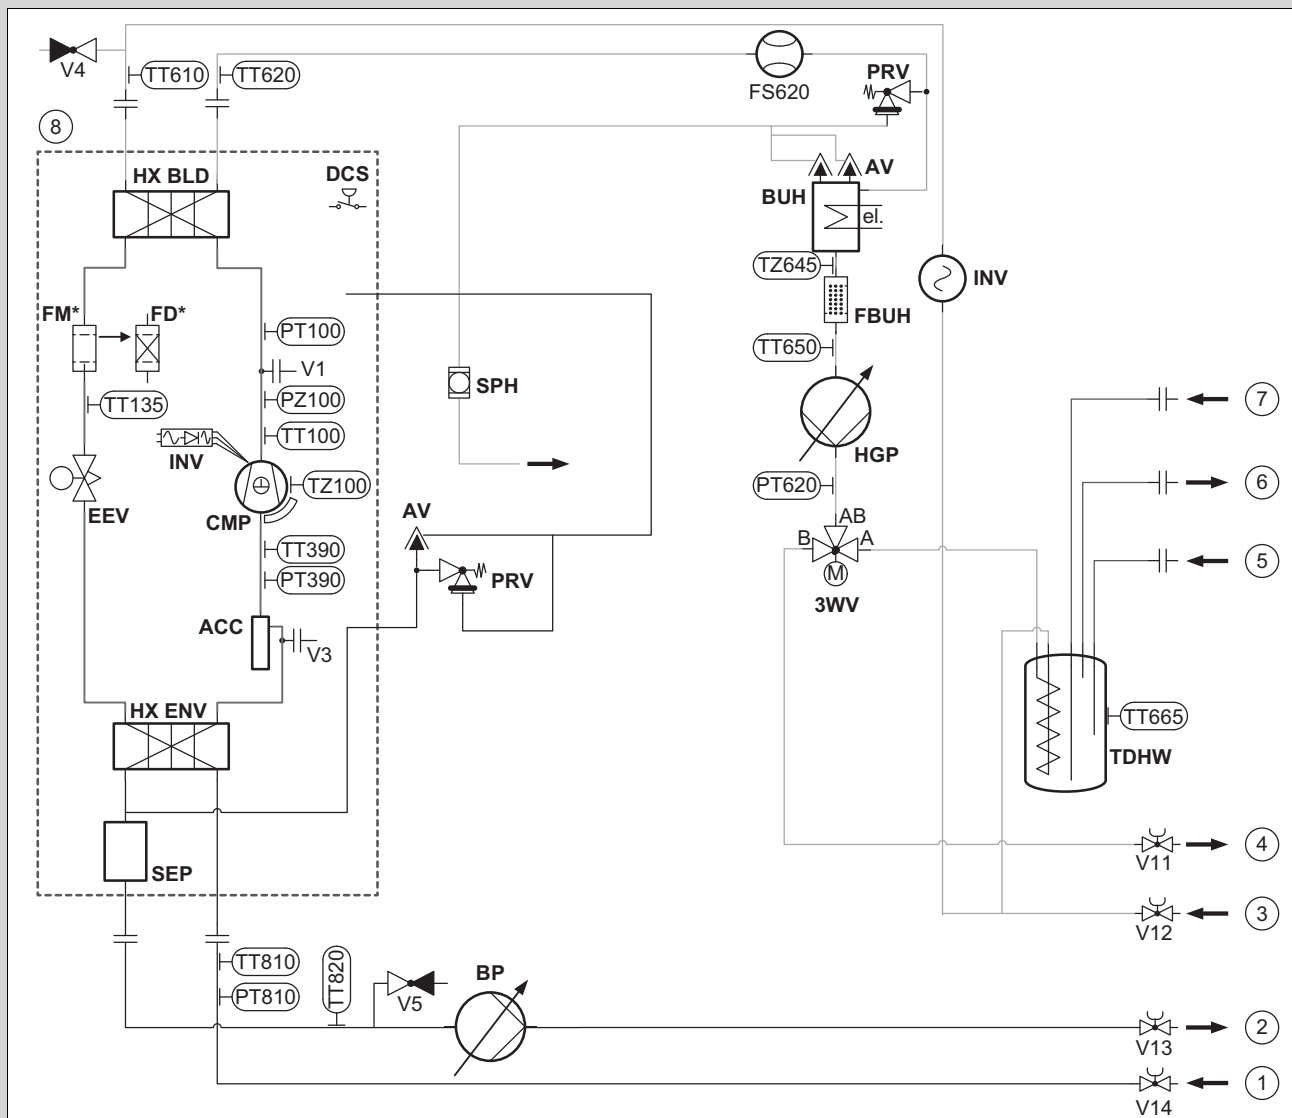 V4
TT610
TT620
FS620
PRV
8
HX BLD
DCS
AV
BUH
el.
TZ645
INV
FM*
FD*
PT100
FBUH
V1
TT650
SPH
TT135
PZ100
7
TT100
INV
HGP
TZ100
PT620
6
EEV
CMP
AV
AB
B
A
TT390
5
PT390
PRV
M
3WV
ACC
V3
HX ENV
TT665
TDHW
4
V11
SEP
3
V12
TT810
TT820
BP
PT810
V5
2
V13
1
V14